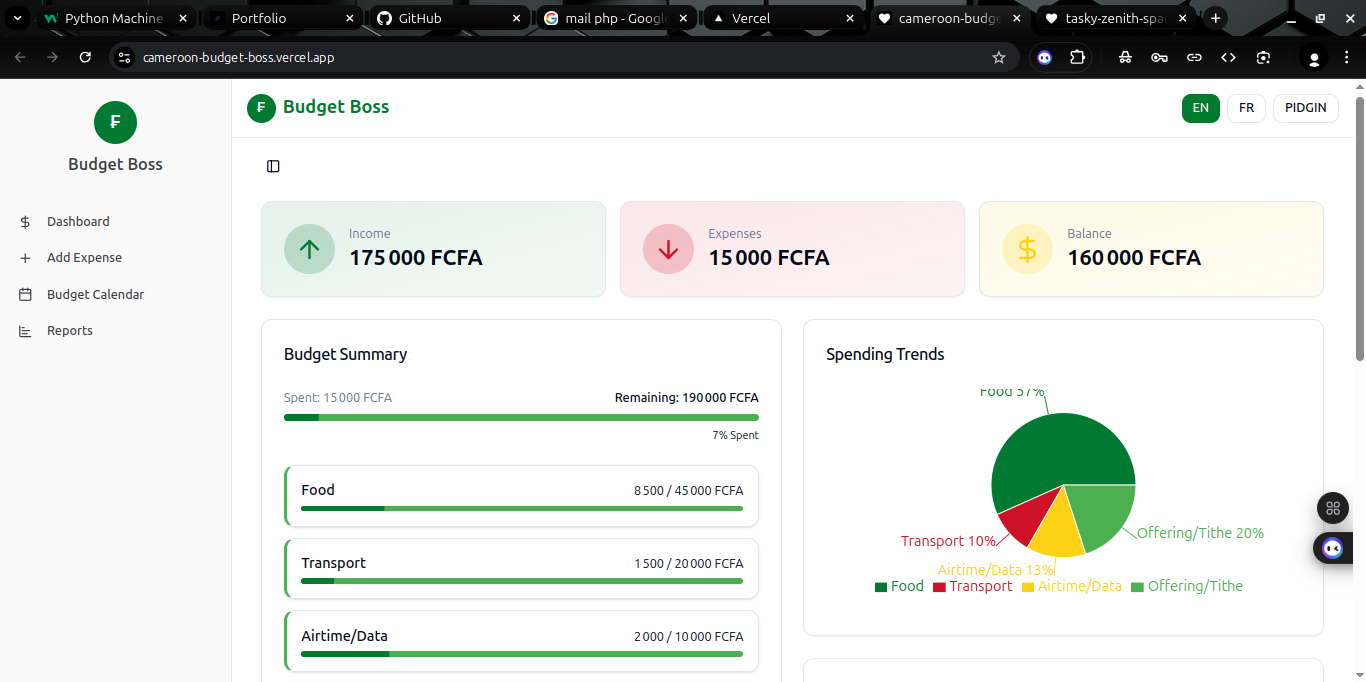 Python Machine
Portfolio
GitHub
mail php - Google
Vercel
cameroon-budge
tasky-zenith-spa
cameroon-budget-boss.vercel.app
₣
Budget Boss
Dashboard
Add Expense
Budget Calendar
Reports
₣ Budget Boss
EN FR PIDGIN
Income
175 000 FCFA
Expenses
15 000 FCFA
Balance
160 000 FCFA
Budget Summary
Spent: 15 000 FCFA Remaining: 190 000 FCFA
7% Spent
Food 8 500 / 45 000 FCFA
Transport 1 500 / 20 000 FCFA
Airtime/Data 2 000 / 10 000 FCFA
Spending Trends
Food 57%
Offering/Tithe 20%
Transport 10%
Airtime/Data 13%
Food Transport Airtime/Data Offering/Tithe